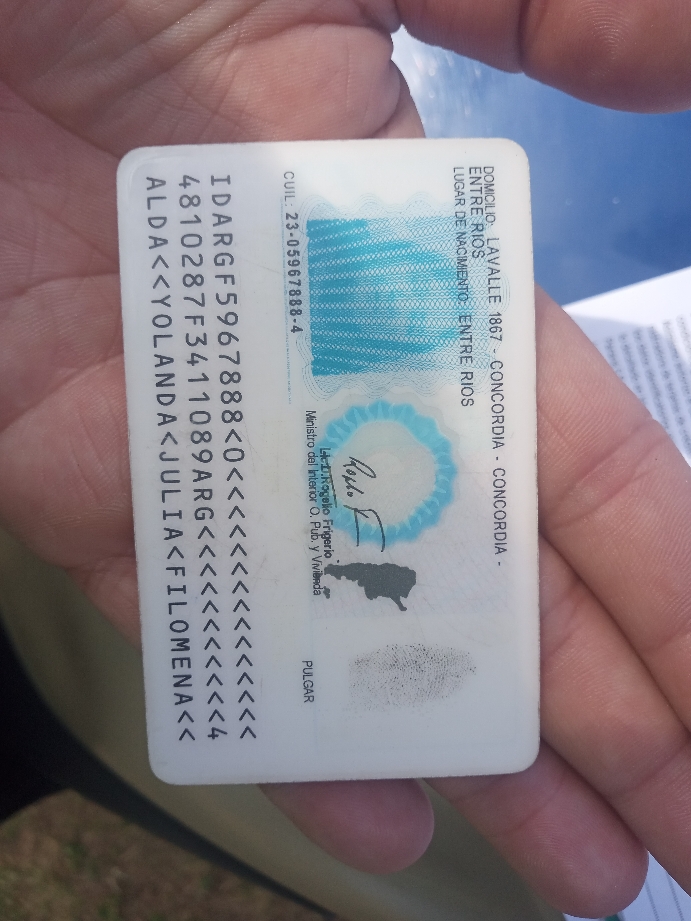 DOMICILIO: LAVALLE 1867 - CONCORDIA - CONCORDIA -
ENTRE RIOS
LUGAR DE NACIMIENTO: ENTRE RIOS
CUIL: 23-05967888-4
Lic. Rogelio Frigerio
Ministro del Interior O. Pub. y Vivienda
PULGAR
IDARGF5967888<0<<<<<<<<<<<<<<<
4810287F3411089ARG<<<<<<<<<<<4
ALDA<<YOLANDA<JULIA<FILOMENA<<